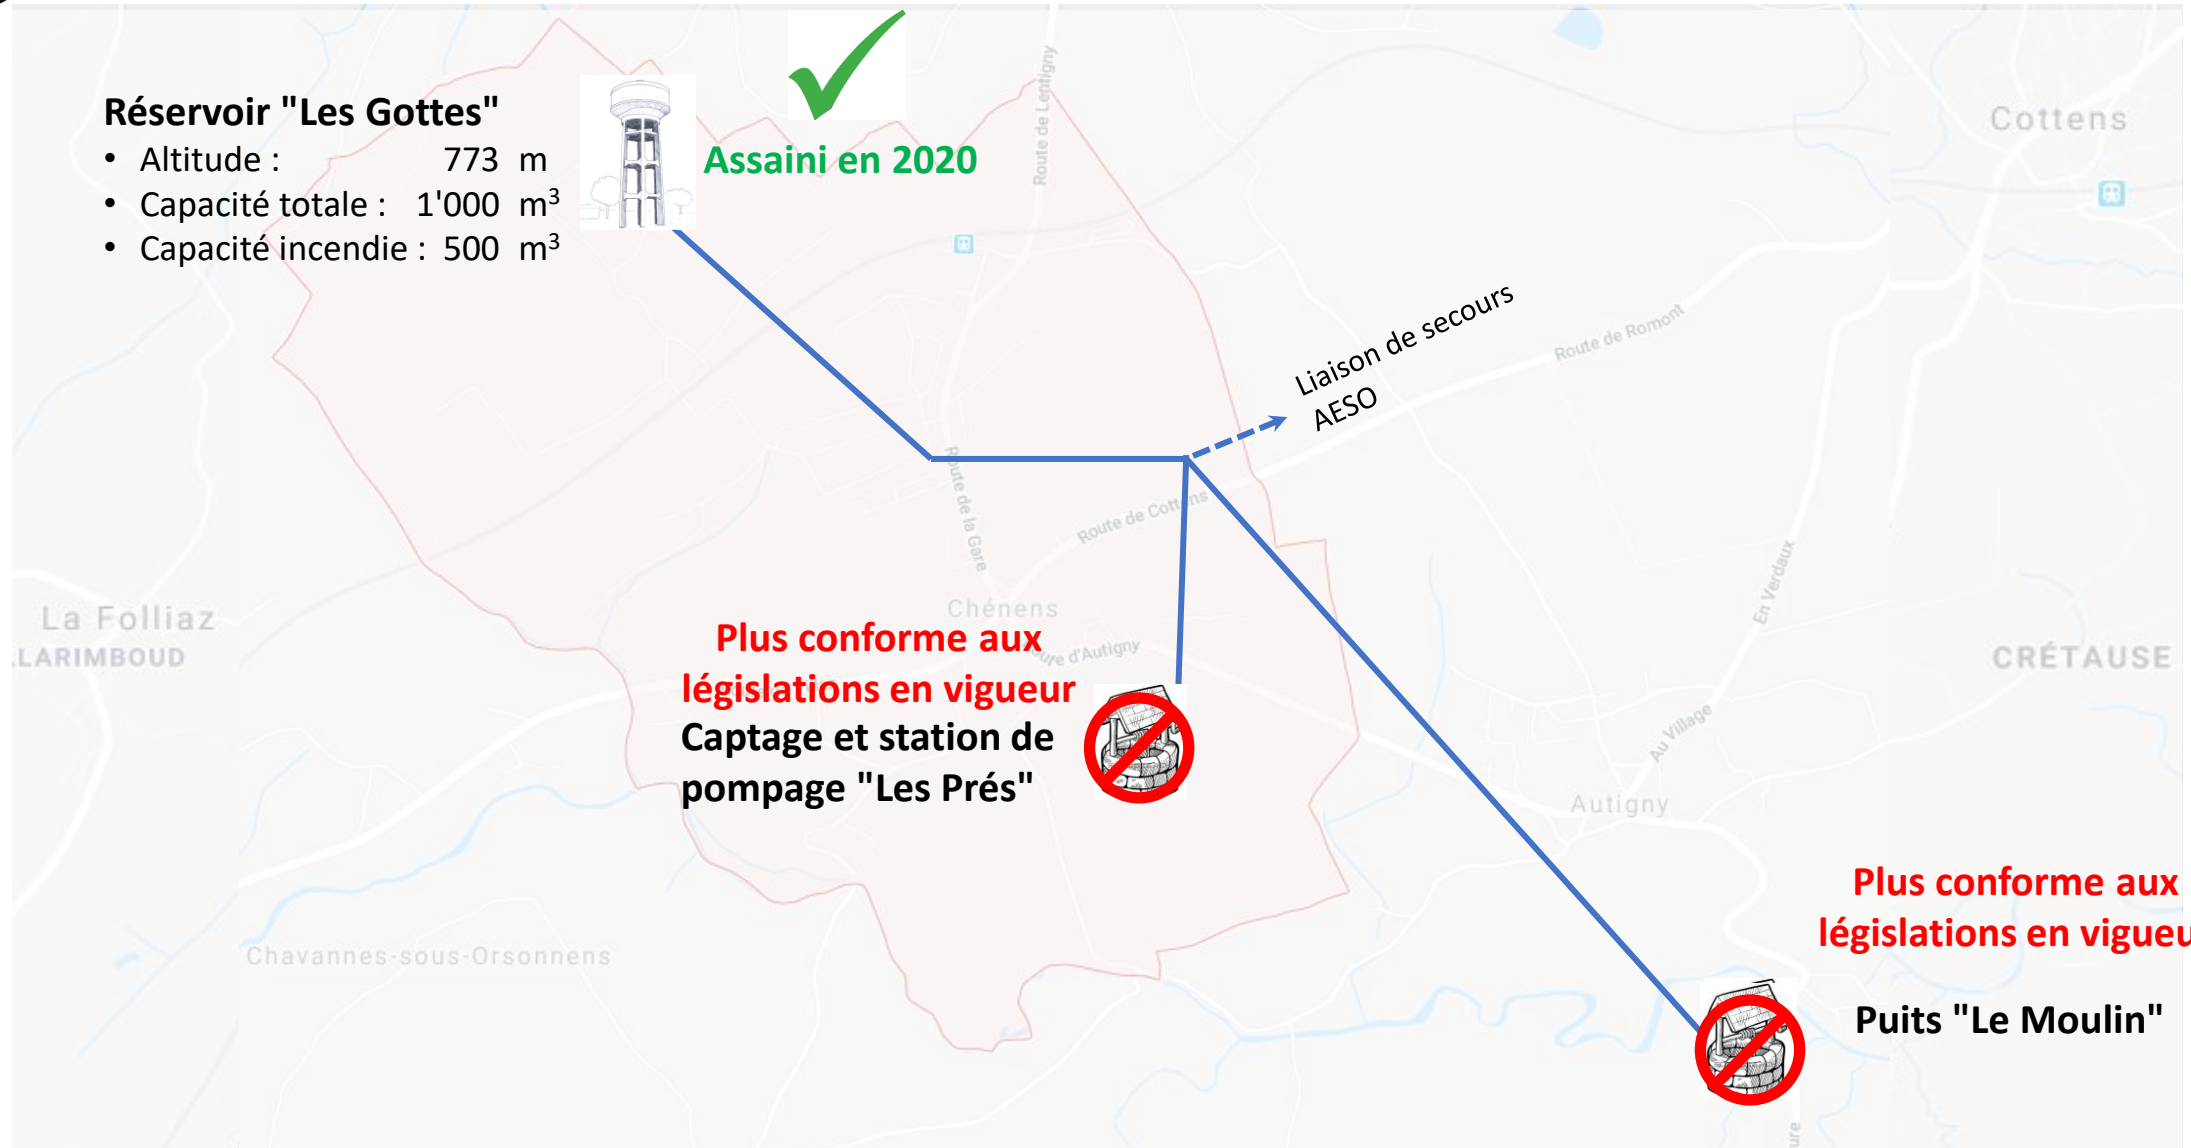 Réservoir "Les Gottes"
• Altitude : 773 m
• Capacité totale : 1'000 m³
• Capacité incendie : 500 m³
Assaini en 2020
Route de Lentigny
Cottens
Liaison de secours
AESO
Route de Romont
Route de la Gare
Route de Cottens
En Verdaux
La Folliaz
LARIMBOUD
Chénens
Plus conforme aux
législations en vigueur
Captage et station de
pompage "Les Prés"
d'Autigny
CRÉTAUSE
Au Village
Autigny
Plus conforme aux
législations en vigueu
Puits "Le Moulin"
Chavannes-sous-Orsonnens